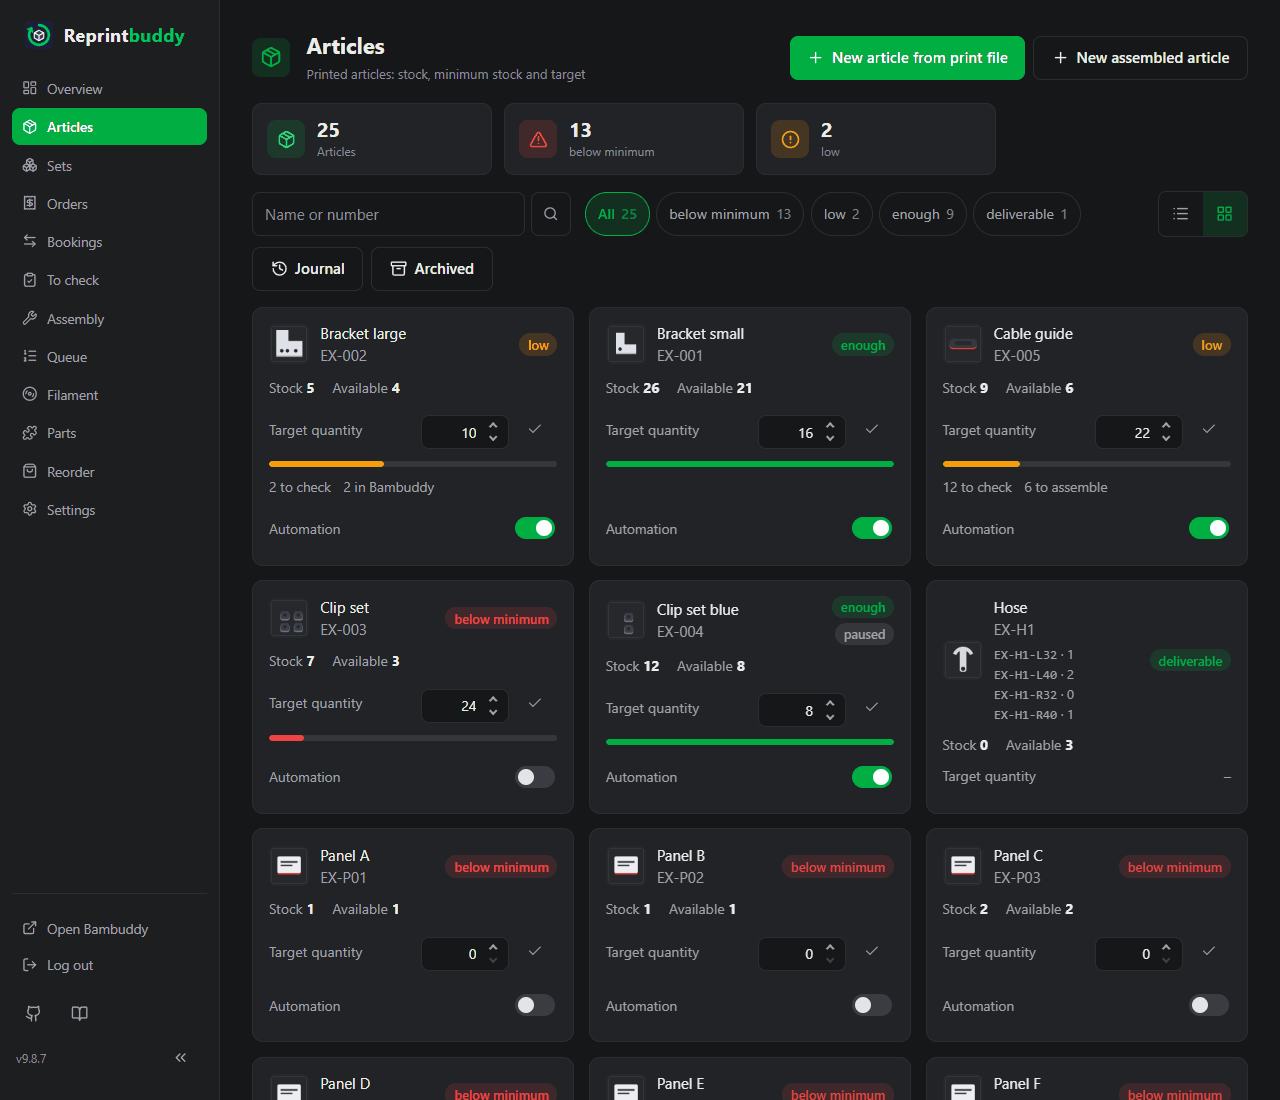 Reprintbuddy
Overview
Articles
Sets
Orders
Bookings
To check
Assembly
Queue
Filament
Parts
Reorder
Settings
Open Bambuddy
Log out
v9.8.7
Articles
Printed articles: stock, minimum stock and target
New article from print file
New assembled article
25
Articles
13
below minimum
2
low
Name or number
All 25
below minimum 13
low 2
enough 9
deliverable 1
Journal
Archived
Bracket large
EX-002
low
Stock 5 Available 4
Target quantity 10
2 to check 2 in Bambuddy
Automation
Bracket small
EX-001
enough
Stock 26 Available 21
Target quantity 16
Automation
Cable guide
EX-005
low
Stock 9 Available 6
Target quantity 22
12 to check 6 to assemble
Automation
Clip set
EX-003
below minimum
Stock 7 Available 3
Target quantity 24
Automation
Clip set blue
EX-004
enough
paused
Stock 12 Available 8
Target quantity 8
Automation
Hose
EX-H1
EX-H1-L32 · 1
EX-H1-L40 · 2
EX-H1-R32 · 0
EX-H1-R40 · 1
deliverable
Stock 0 Available 3
Target quantity –
Panel A
EX-P01
below minimum
Stock 1 Available 1
Target quantity 0
Automation
Panel B
EX-P02
below minimum
Stock 1 Available 1
Target quantity 0
Automation
Panel C
EX-P03
below minimum
Stock 2 Available 2
Target quantity 0
Automation
Panel D
below minimum
Panel E
below minimum
Panel F
below minimum